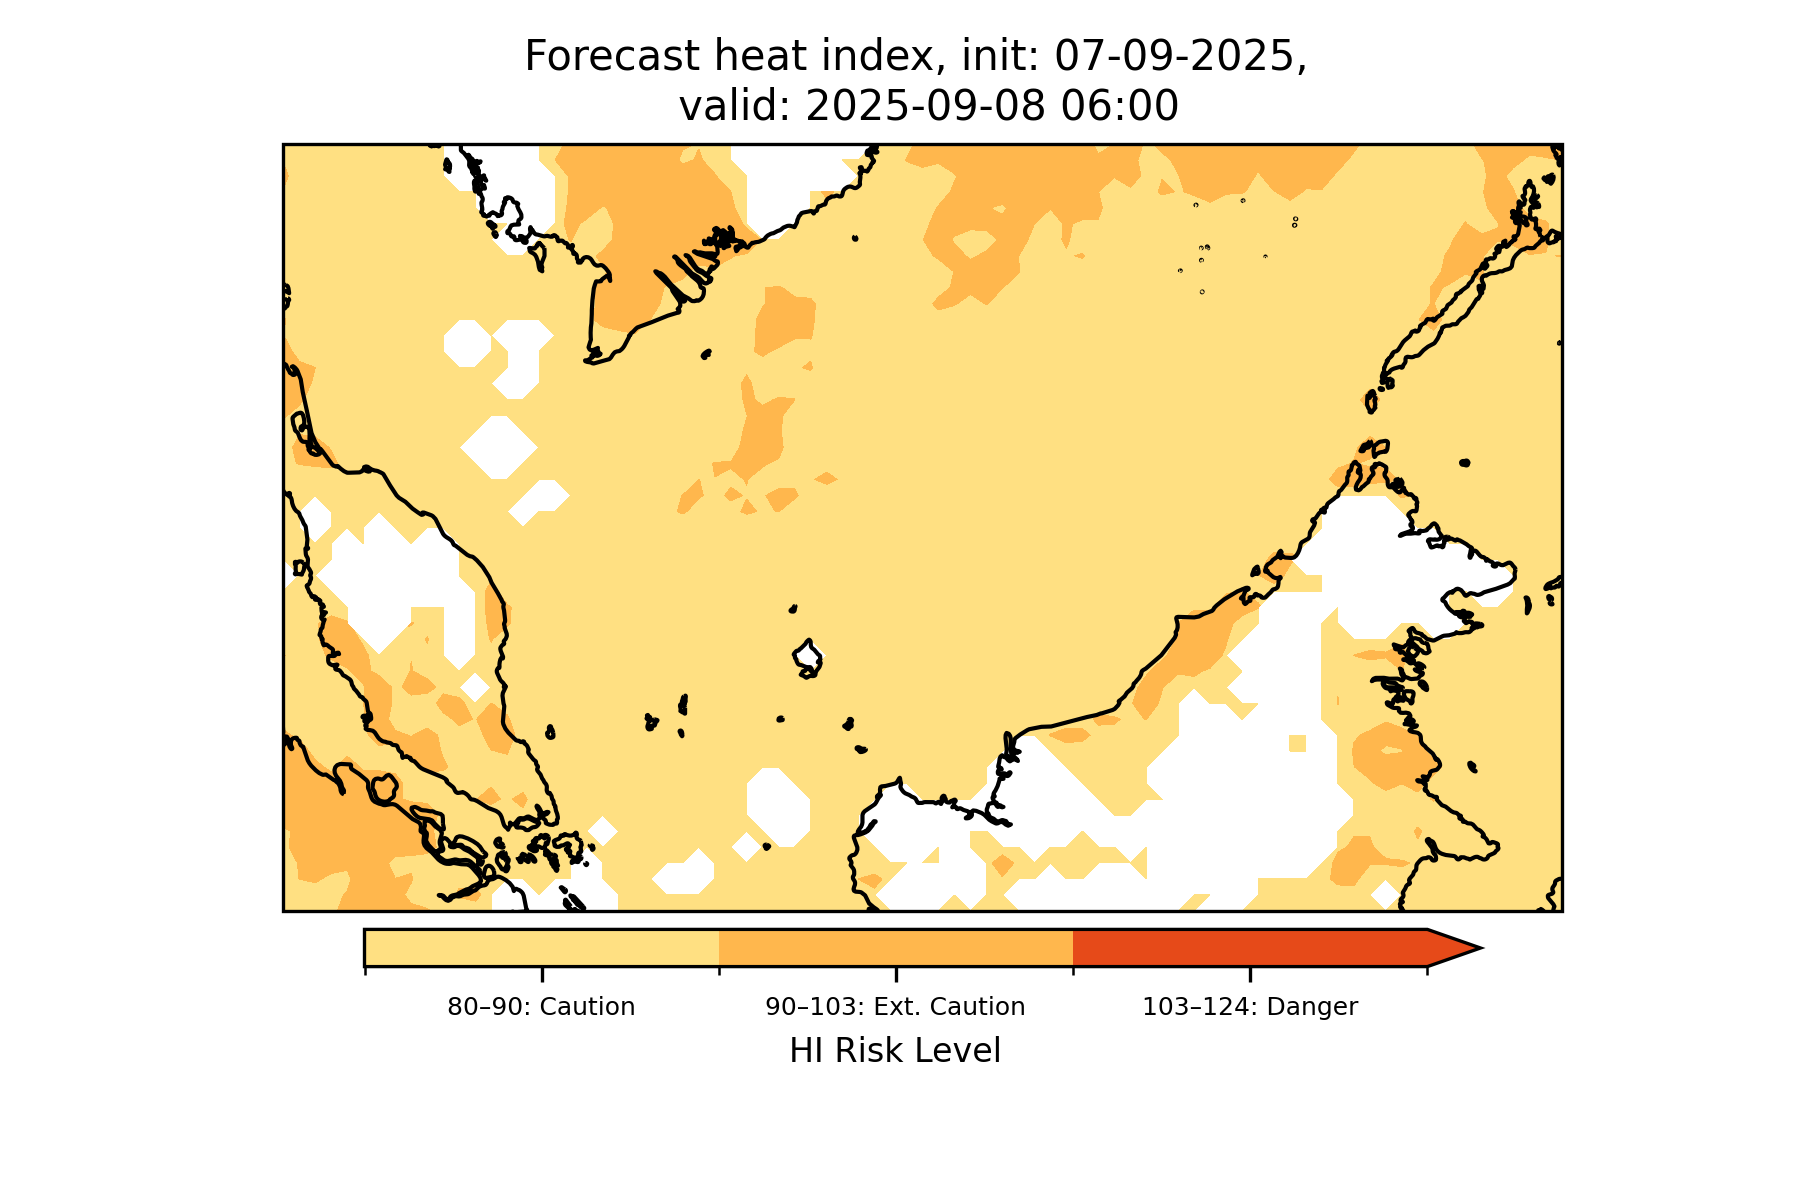 Forecast heat index, init: 07-09-2025,
valid: 2025-09-08 06:00
80–90: Caution
90–103: Ext. Caution
103–124: Danger
HI Risk Level